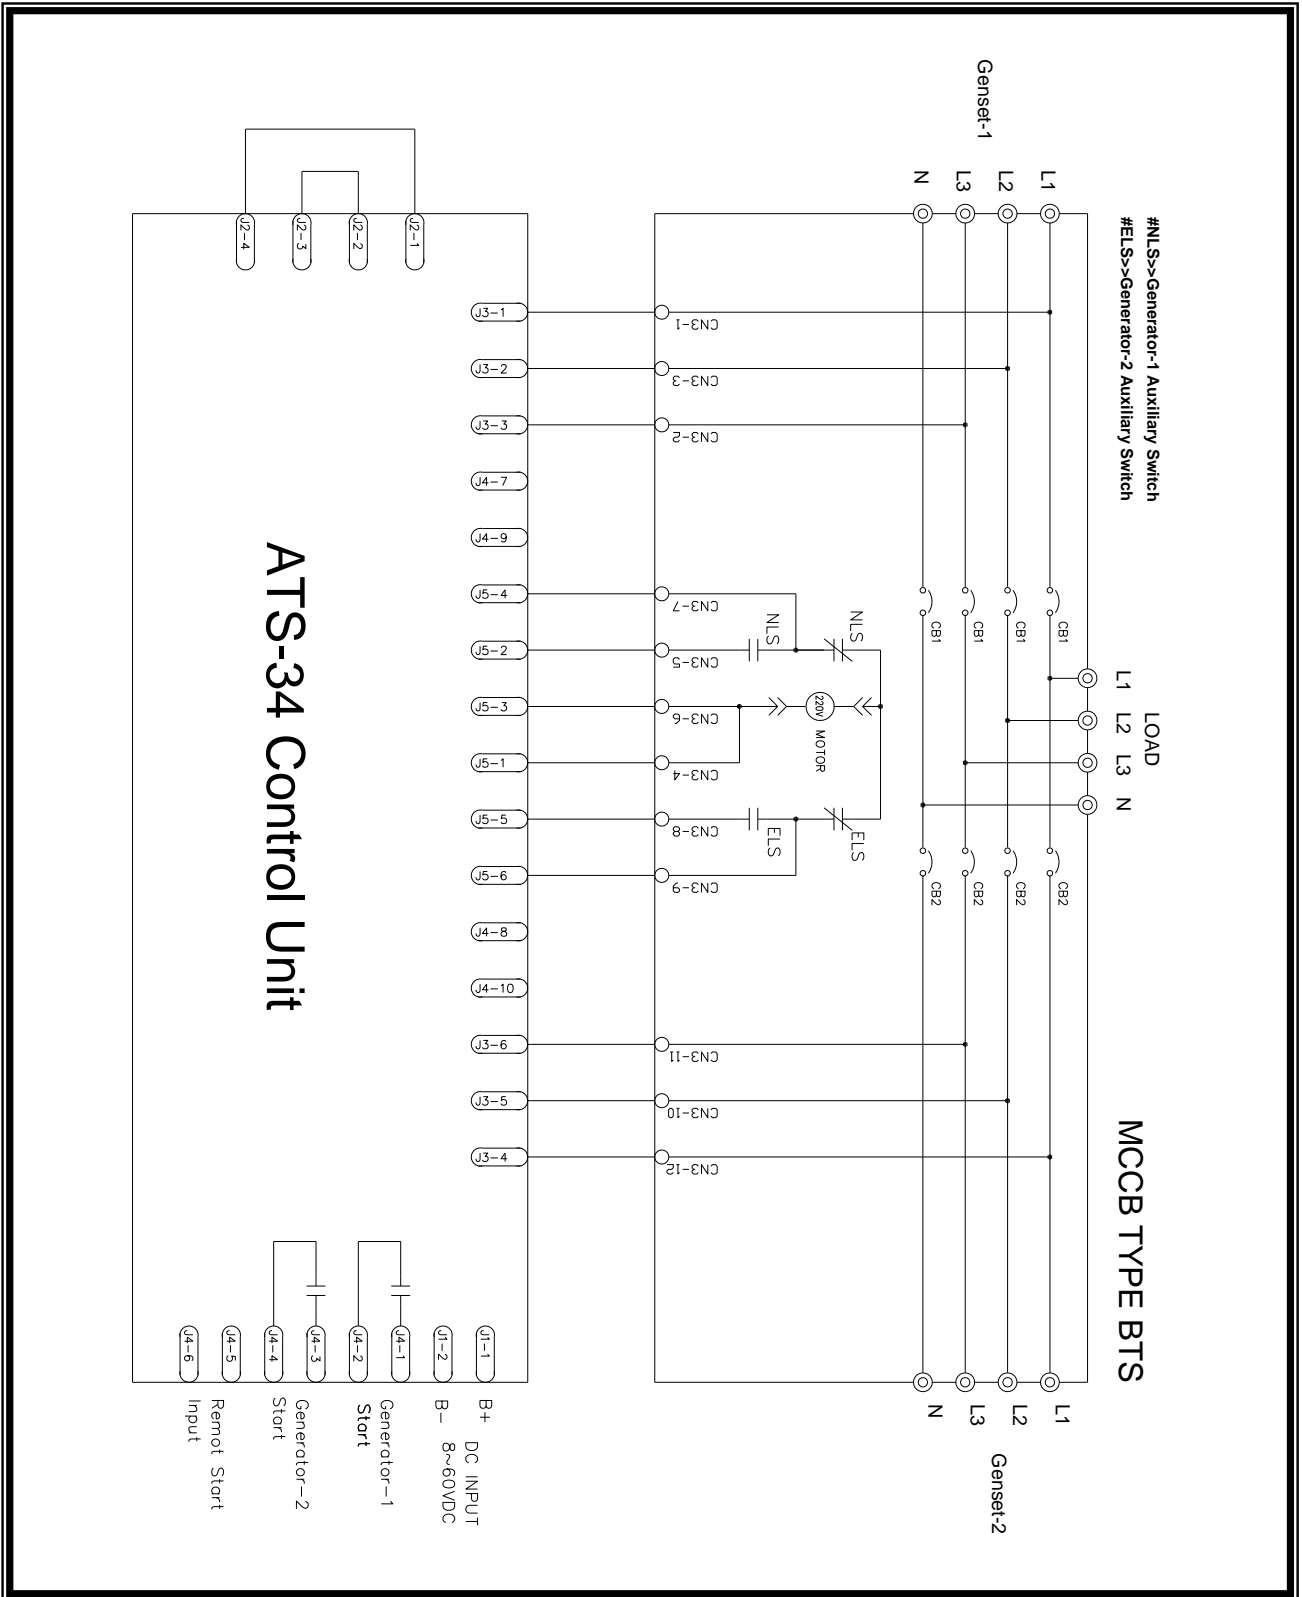 MCCB TYPE BTS
#NLS>>Generator-1 Auxiliary Switch
#ELS>>Generator-2 Auxiliary Switch
LOAD
L1 L2 L3 N
Genset-1
L1
L2
L3
N
CB1
CB1
CB1
CB1
CB2
CB2
CB2
CB2
L1
L2
L3
N
Genset-2
NLS
ELS
220V
MOTOR
NLS
ELS
CN3-1
CN3-3
CN3-2
CN3-7
CN3-5
CN3-6
CN3-4
CN3-8
CN3-9
CN3-11
CN3-10
CN3-12
J3-1
J3-2
J3-3
J4-7
J4-9
J5-4
J5-2
J5-3
J5-1
J5-5
J5-6
J4-8
J4-10
J3-6
J3-5
J3-4
J2-1
J2-2
J2-3
J2-4
ATS-34 Control Unit
J1-1
J1-2
J4-1
J4-2
J4-3
J4-4
J4-5
J4-6
B+ DC INPUT
B- 8~60VDC
Generator-1
Start
Generator-2
Start
Remot Start
Input